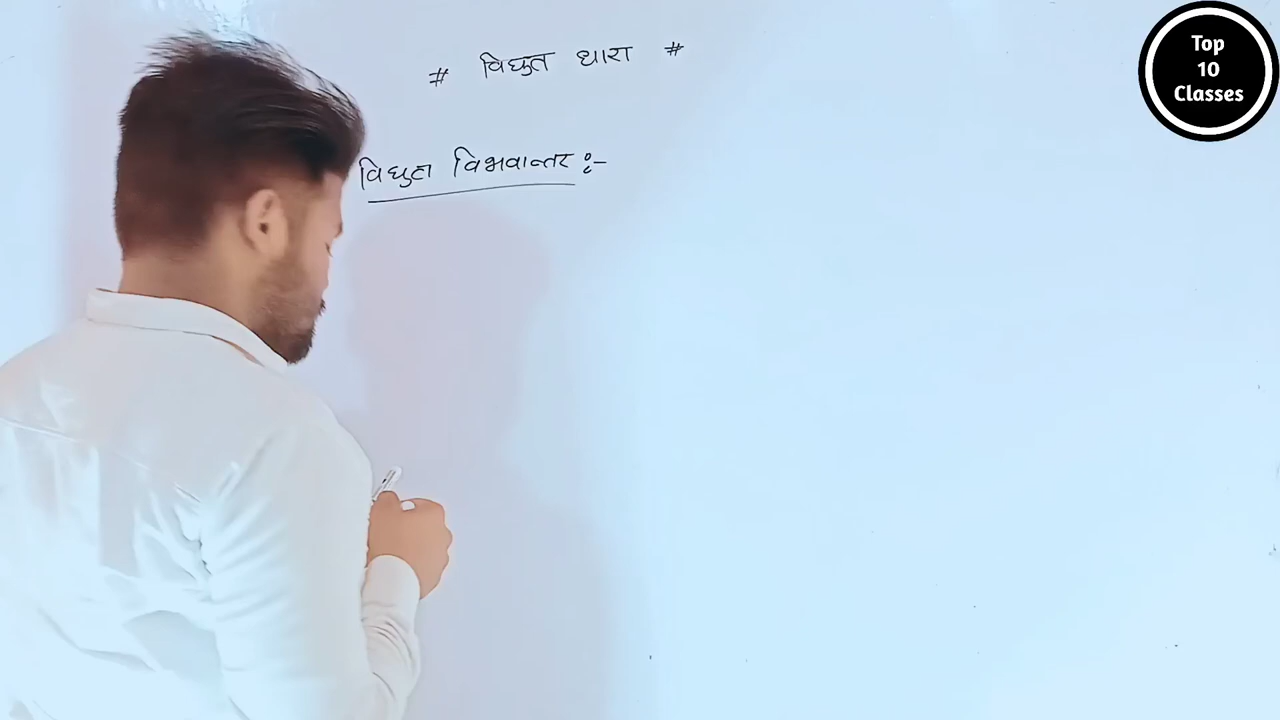 # विद्युत धारा #
विद्युत विभवान्तर :-
Top
10
Classes